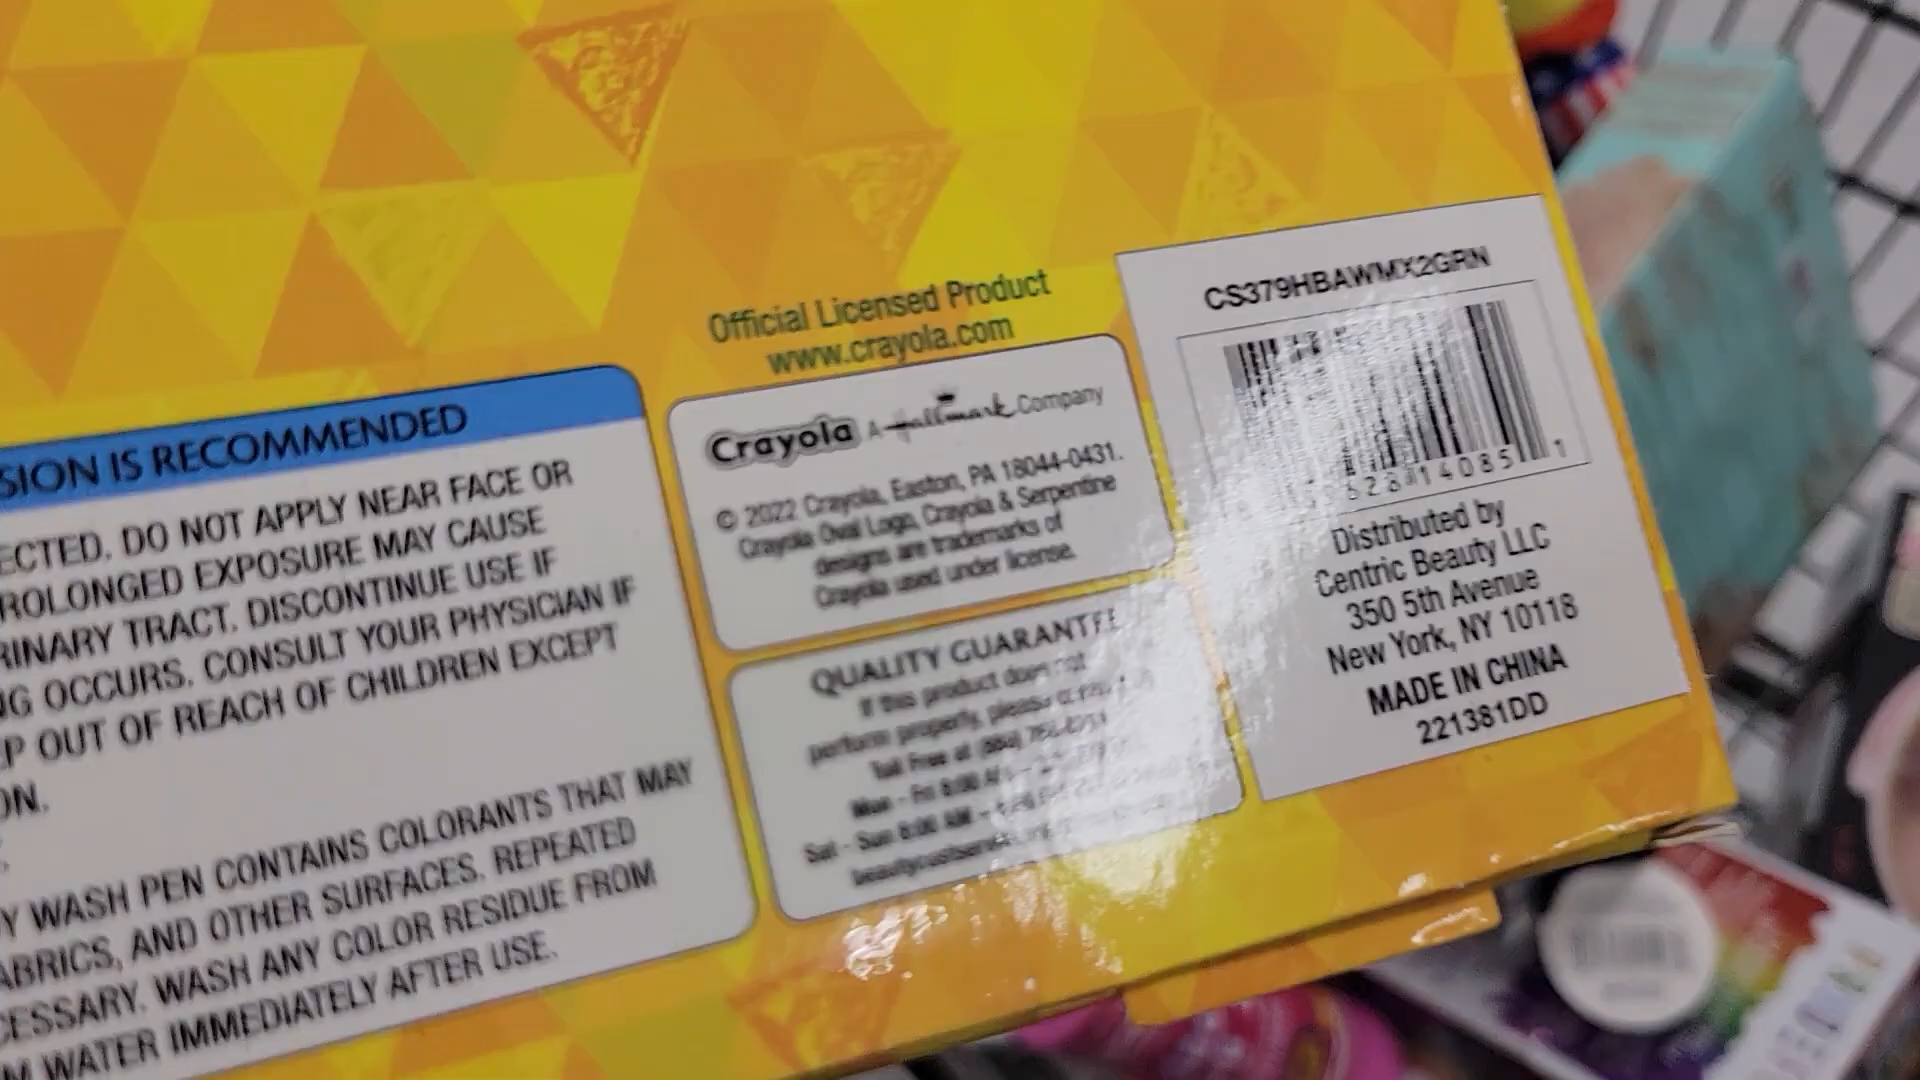 SION IS RECOMMENDED
ECTED. DO NOT APPLY NEAR FACE OR
ROLONGED EXPOSURE MAY CAUSE
RINARY TRACT. DISCONTINUE USE IF
NG OCCURS. CONSULT YOUR PHYSICIAN IF
P OUT OF REACH OF CHILDREN EXCEPT
ON.
Y WASH PEN CONTAINS COLORANTS THAT MAY
ABRICS, AND OTHER SURFACES. REPEATED
CESSARY. WASH ANY COLOR RESIDUE FROM
M WATER IMMEDIATELY AFTER USE.
Official Licensed Product
www.crayola.com
Crayola A Hallmark Company
© 2022 Crayola, Easton, PA 18044-0431.
Crayola Oval Logo, Crayola & Serpentine
designs are trademarks of
Crayola used under license.
QUALITY GUARANTEE
If this product does not
perform properly, please
Toll Free at
Mon - Fri 8:00
Sat - Sun 8:00 AM -
CS379HBAWMX2GRN
628 14085 1
Distributed by
Centric Beauty LLC
350 5th Avenue
New York, NY 10118
MADE IN CHINA
221381DD